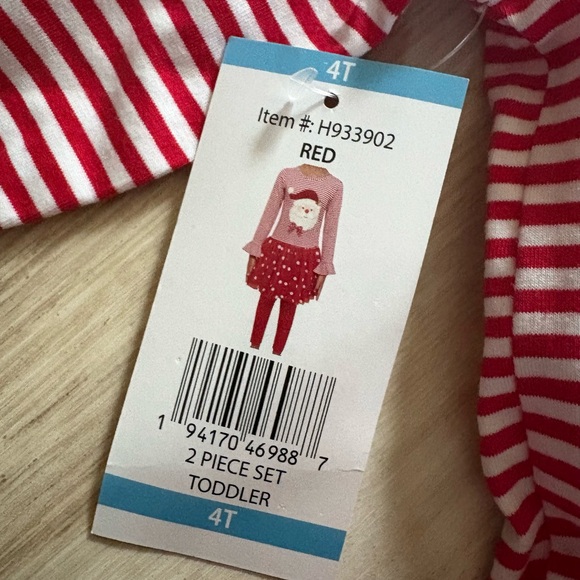 4T
Item #: H933902
RED
1 94170 46988 7
2 PIECE SET
TODDLER
4T